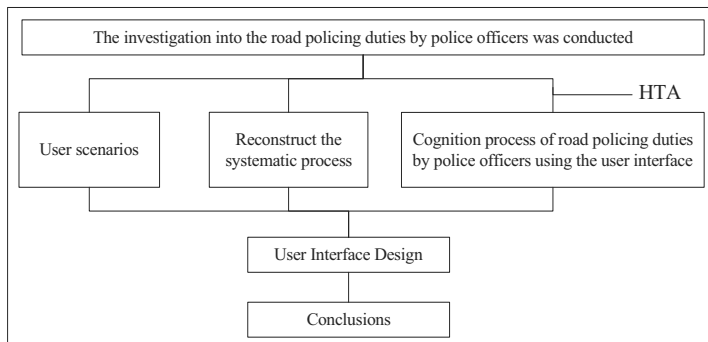 The investigation into the road policing duties by police officers was conducted
HTA
User scenarios
Reconstruct the
systematic process
Cognition process of road policing duties
by police officers using the user interface
User Interface Design
Conclusions